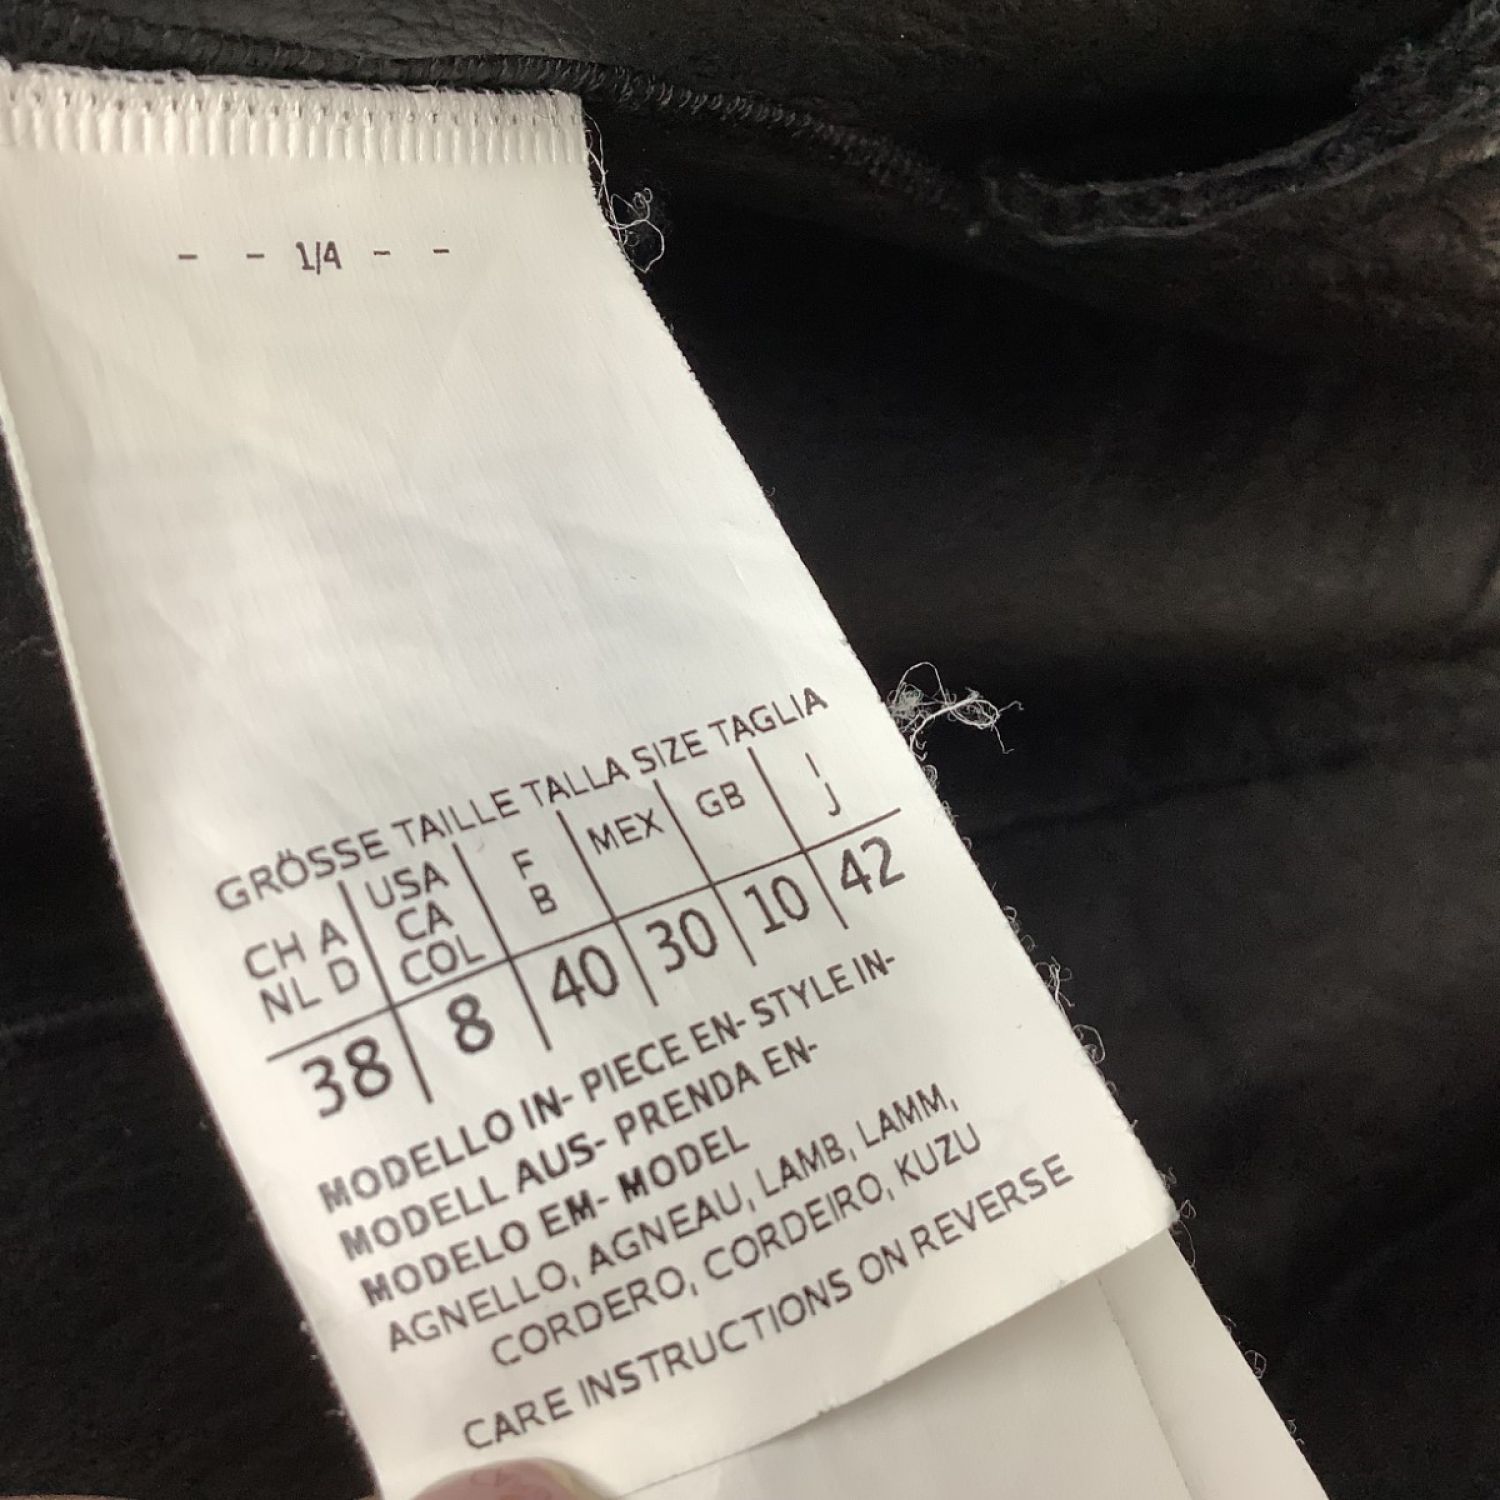 - - 1/4 - -
GRÖSSE TAILLE TALLA SIZE TAGLIA
CH A NL D | USA CA COL | F B | MEX | GB | I J
38 | 8 | 40 | 30 | 10 | 42
MODELLO IN- PIECE EN- STYLE IN-
MODELL AUS- PRENDA EN-
MODELO EM- MODEL
AGNELLO, AGNEAU, LAMB, LAMM,
CORDERO, CORDEIRO, KUZU
CARE INSTRUCTIONS ON REVERSE